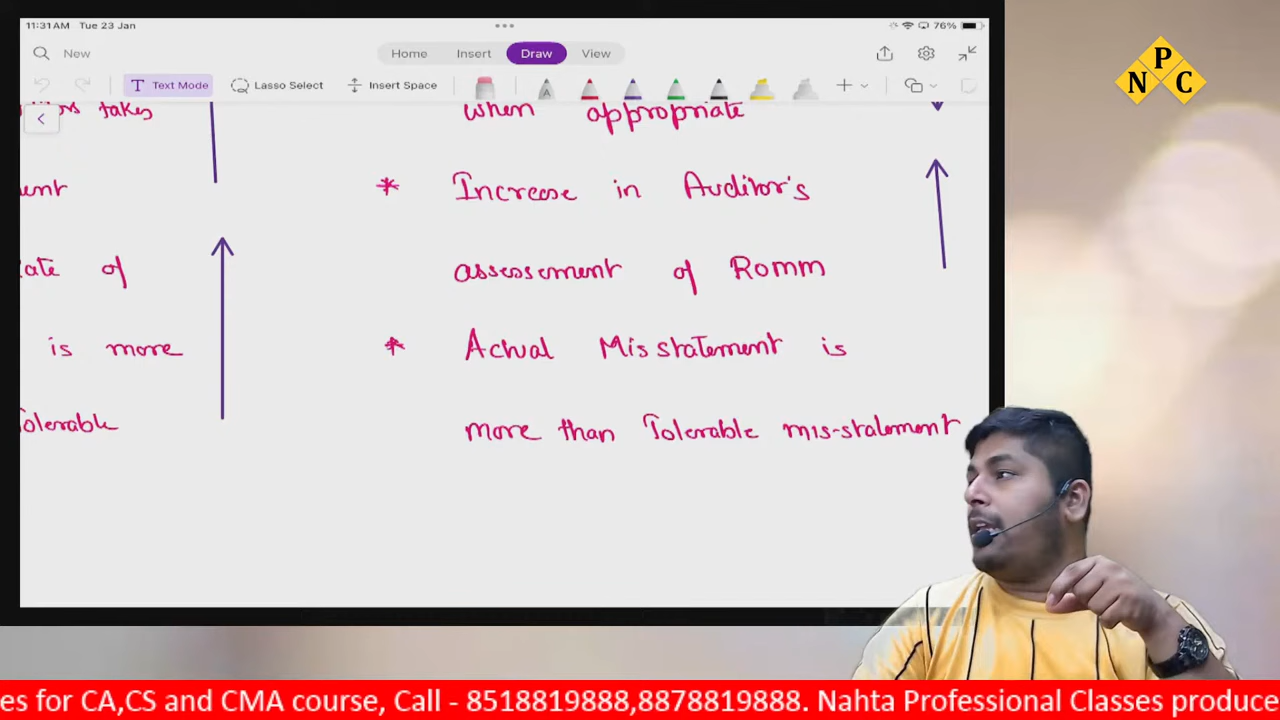 11:31 AM Tue 23 Jan
76%
New
Home Insert Draw View
Text Mode Lasso Select Insert Space
takes
when appropriate
* Increase in Auditor's
assessement of Romm
* Actual Misstatement is
more than Tolerable mis-statement
of
is more
Tolerable
N P C
es for CA,CS and CMA course, Call - 8518819888,8878819888. Nahta Professional Classes produce